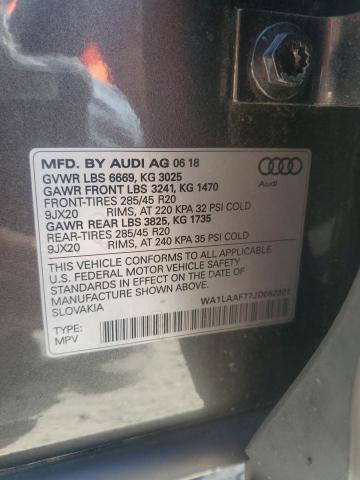 MFD. BY AUDI AG 06 18
GVWR LBS 6669, KG 3025
GAWR FRONT LBS 3241, KG 1470
FRONT-TIRES 285/45 R20
9JX20 RIMS, AT 220 KPA 32 PSI COLD
GAWR REAR LBS 3825, KG 1735
REAR-TIRES 285/45 R20
9JX20 RIMS, AT 240 KPA 35 PSI COLD
Audi
THIS VEHICLE CONFORMS TO ALL APPLICABLE
U.S. FEDERAL MOTOR VEHICLE SAFETY
STANDARDS IN EFFECT ON THE DATE OF
MANUFACTURE SHOWN ABOVE.
SLOVAKIA
WA1LAAF77JD052301
TYPE:
MPV